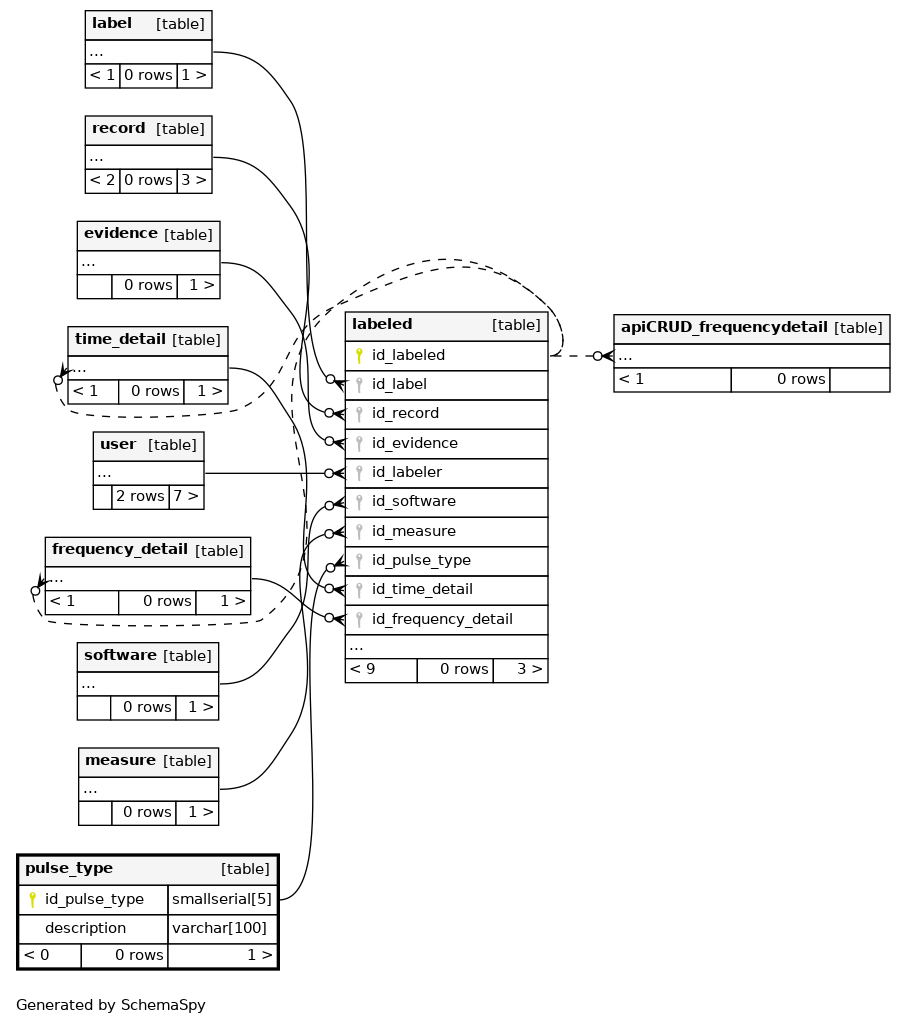 label [table]
...
< 1 0 rows 1 >
record [table]
...
< 2 0 rows 3 >
evidence [table]
...
0 rows 1 >
time_detail [table]
...
< 1 0 rows 1 >
user [table]
...
2 rows 7 >
frequency_detail [table]
...
< 1 0 rows 1 >
software [table]
...
0 rows 1 >
measure [table]
...
0 rows 1 >
pulse_type [table]
id_pulse_type smallserial[5]
description varchar[100]
< 0 0 rows 1 >
labeled [table]
id_labeled
id_label
id_record
id_evidence
id_labeler
id_software
id_measure
id_pulse_type
id_time_detail
id_frequency_detail
...
< 9 0 rows 3 >
apiCRUD_frequencydetail [table]
...
< 1 0 rows
Generated by SchemaSpy